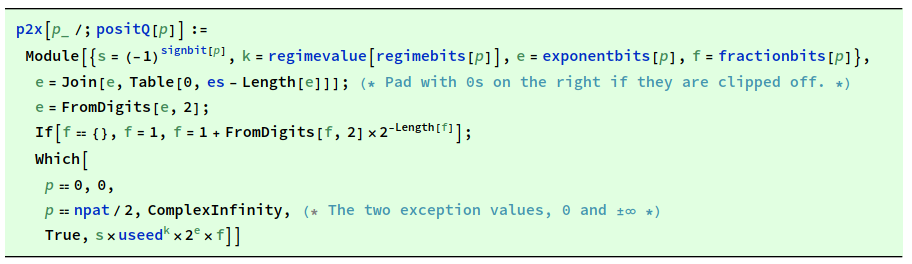 p2x[p_ /; positQ[p]] :=
Module[{s = (-1)^signbit[p], k = regimevalue[regimebits[p]], e = exponentbits[p], f = fractionbits[p]},
e = Join[e, Table[0, es - Length[e]]]; (* Pad with 0s on the right if they are clipped off. *)
e = FromDigits[e, 2];
If[f == {}, f = 1, f = 1 + FromDigits[f, 2] × 2^-Length[f]];
Which[
p == 0, 0,
p == npat / 2, ComplexInfinity, (* The two exception values, 0 and ±∞ *)
True, s × useed^k × 2^e × f]]